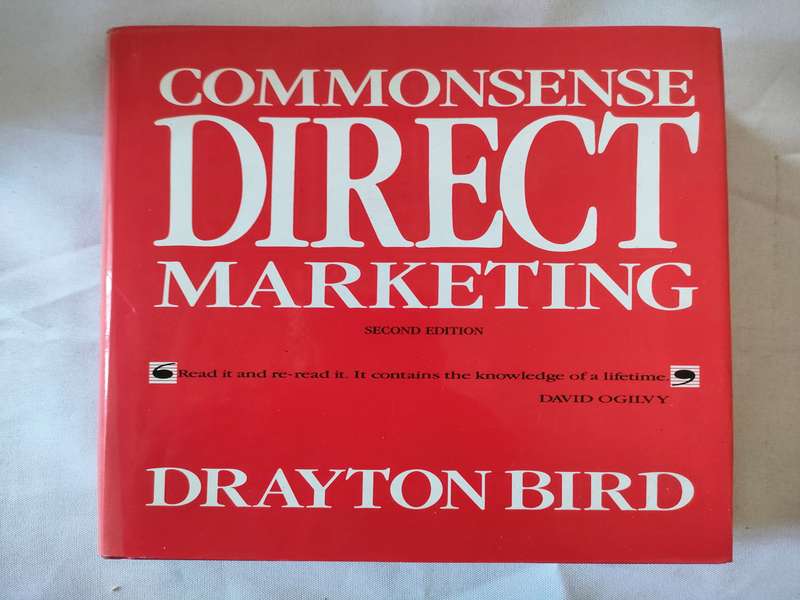 COMMONSENSE
DIRECT
MARKETING
SECOND EDITION
❛Read it and re-read it. It contains the knowledge of a lifetime.❜
DAVID OGILVY
DRAYTON BIRD